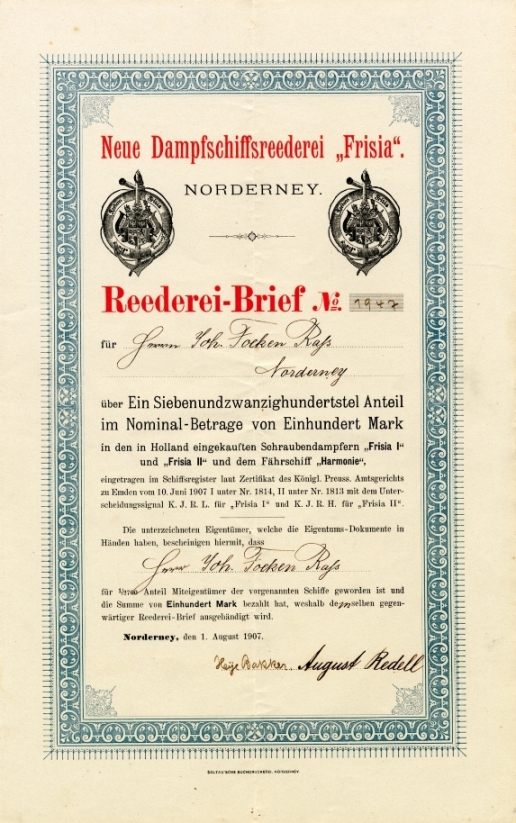 Neue Dampfschiffsreederei „Frisia“.
NORDERNEY.
Reederei-Brief No. 1947
für Herrn Joh. Focken Raß
Norderney
über Ein Siebenundzwanzighundertstel Anteil
im Nominal-Betrage von Einhundert Mark
in den in Holland eingekauften Schraubendampfern „Frisia I“
und „Frisia II“ und dem Fährschiff „Harmonie“,
eingetragen im Schiffsregister laut Zertifikat des Königl. Preuss. Amtsgerichts
zu Emden vom 10. Juni 1907 I unter Nr. 1814, II unter Nr. 1813 mit dem Unter-
scheidungssignal K. J. R. L. für „Frisia I“ und K. J. R. H. für „Frisia II“.
Die unterzeichneten Eigentümer, welche die Eigentums-Dokumente in
Händen haben, bescheinigen hiermit, dass
Herr Joh. Focken Raß
für Anteil Miteigentümer der vorgenannten Schiffe geworden ist und
die Summe von Einhundert Mark bezahlt hat, weshalb demselben gegen-
wärtiger Reederei-Brief ausgehändigt wird.
Norderney, den 1. August 1907.
Bakker. August Redell